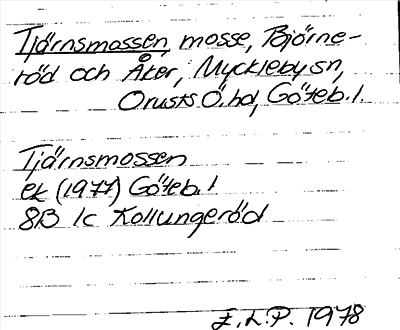 Tjärnsmossen, mosse, Björne-
röd och Åker, Myckleby sn,
Orusts Ö. hd, Göteb. l.
Tjärnsmossen
ek (1977) Göteb. l
8B 1c Kollungeröd
E.L.P. 1978